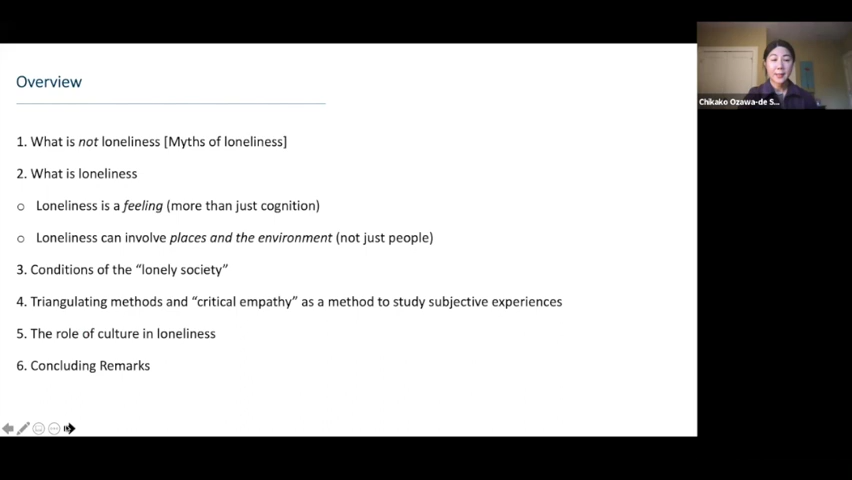 Overview
1. What is not loneliness [Myths of loneliness]
2. What is loneliness
o Loneliness is a feeling (more than just cognition)
o Loneliness can involve places and the environment (not just people)
3. Conditions of the “lonely society”
4. Triangulating methods and “critical empathy” as a method to study subjective experiences
5. The role of culture in loneliness
6. Concluding Remarks
Chikako Ozawa-de S...